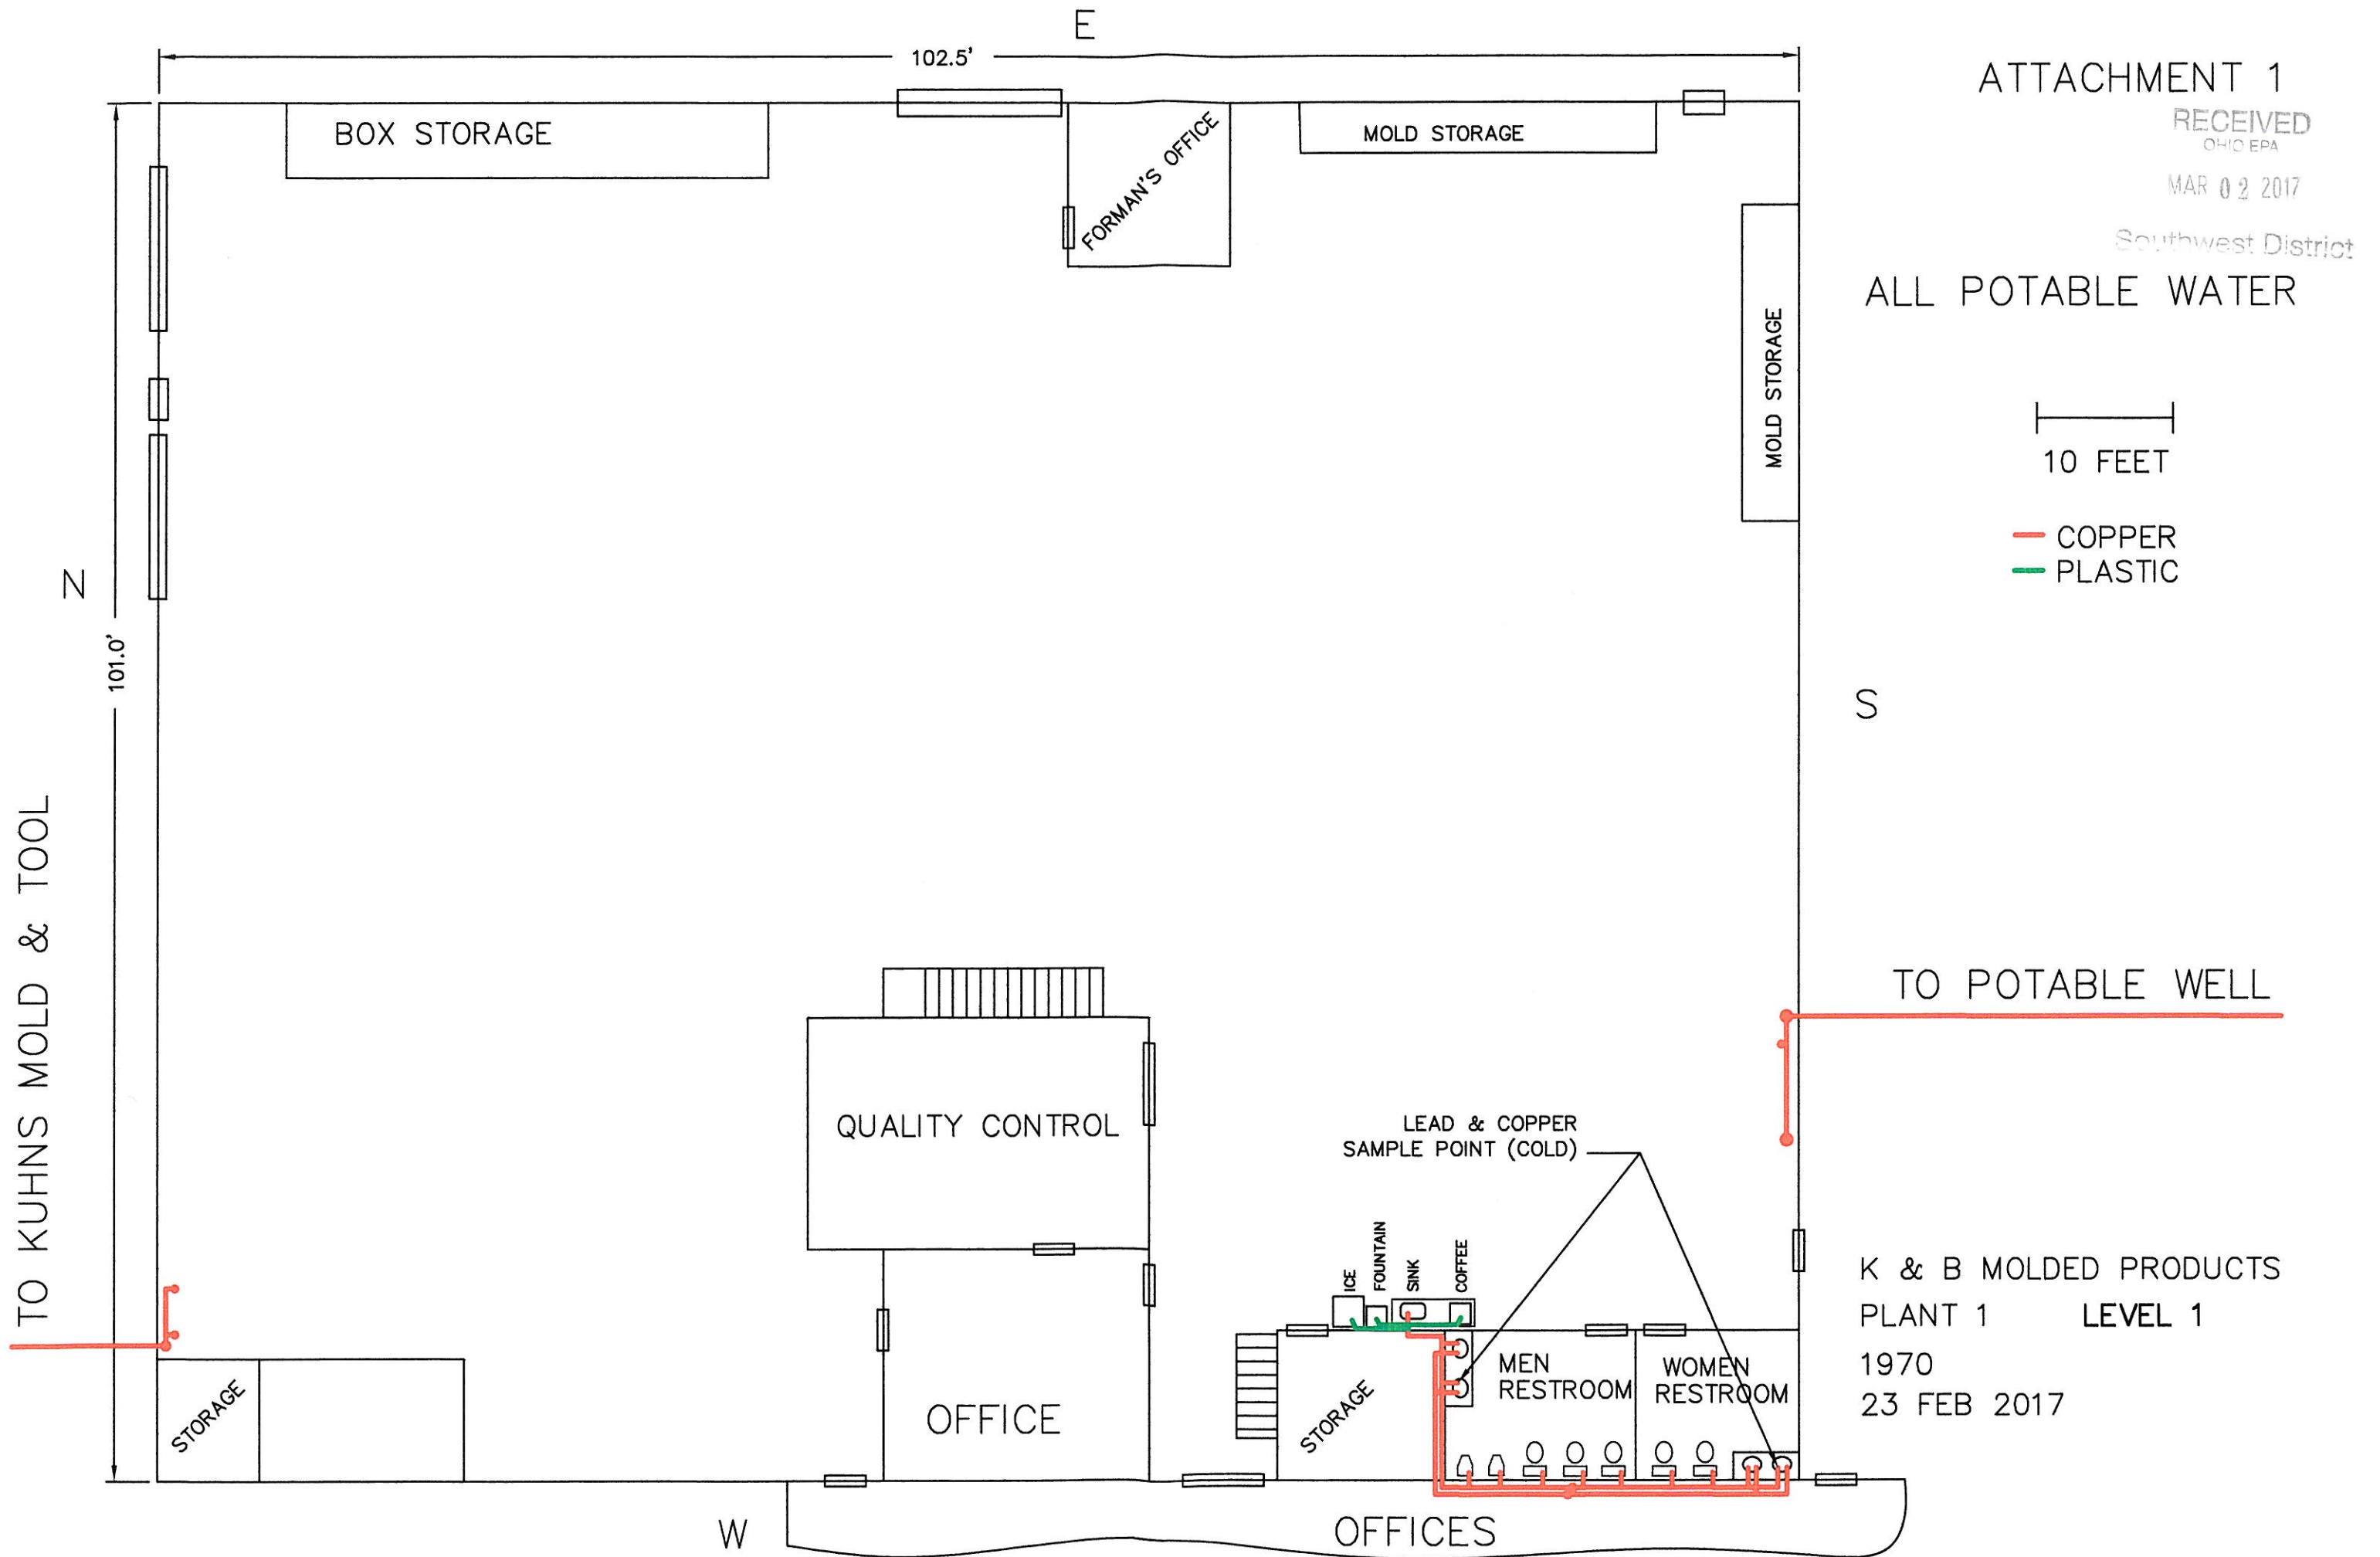 E
102.5'
ATTACHMENT 1
RECEIVED
OHIO EPA
MAR 02 2017
Southwest District
ALL POTABLE WATER
BOX STORAGE
FORMAN'S OFFICE
MOLD STORAGE
MOLD STORAGE
10 FEET
COPPER
PLASTIC
N
101.0'
S
TO KUHNS MOLD & TOOL
TO POTABLE WELL
QUALITY CONTROL
LEAD & COPPER
SAMPLE POINT (COLD)
ICE
FOUNTAIN
SINK
COFFEE
K & B MOLDED PRODUCTS
PLANT 1 LEVEL 1
1970
23 FEB 2017
STORAGE
OFFICE
STORAGE
MEN
RESTROOM
WOMEN
RESTROOM
W
OFFICES